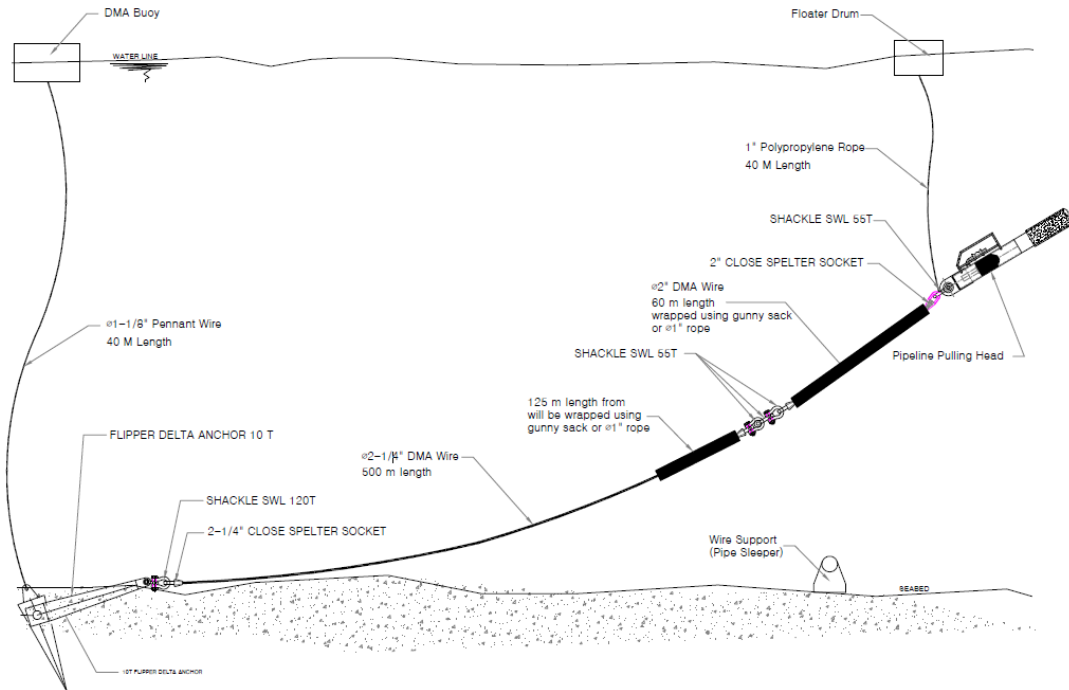 DMA Buoy
Floater Drum
WATER LINE
1" Polypropylene Rope
40 M Length
SHACKLE SWL 55T
2" CLOSE SPELTER SOCKET
ø2" DMA Wire
60 m length
wrapped using gunny sack
or ø1" rope
ø1-1/8" Pennant Wire
40 M Length
SHACKLE SWL 55T
Pipeline Pulling Head
125 m length from
will be wrapped using
gunny sack or ø1" rope
FLIPPER DELTA ANCHOR 10 T
ø2-1/4" DMA Wire
500 m length
SHACKLE SWL 120T
2-1/4" CLOSE SPELTER SOCKET
Wire Support
(Pipe Sleeper)
SEABED
10T FLIPPER DELTA ANCHOR